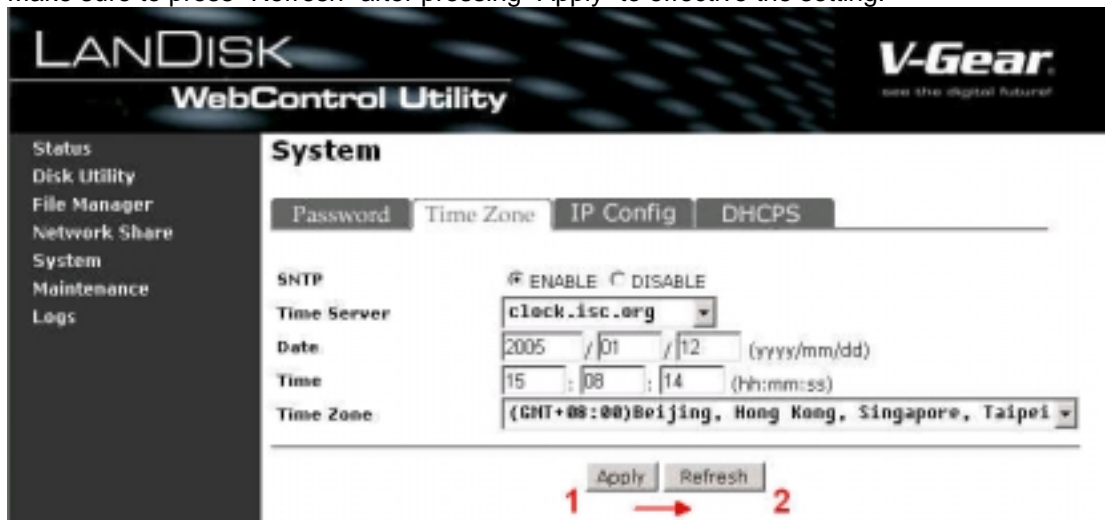 make sure to press "Refresh" after pressing "Apply" to effective the setting.
LANDISK
WebControl Utility
V-Gear
see the digital future!
Status
Disk Utility
File Manager
Network Share
System
Maintenance
Logs
System
Password Time Zone IP Config DHCPS
SNTP ENABLE DISABLE
Time Server clock.isc.org
Date 2005 / 01 / 12 (yyyy/mm/dd)
Time 15 : 08 : 14 (hh:mm:ss)
Time Zone (GMT+08:00)Beijing, Hong Kong, Singapore, Taipei
Apply Refresh
1 2